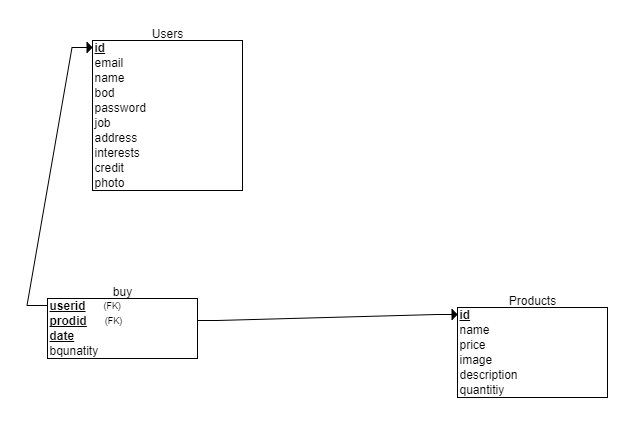 Users
id
email
name
bod
password
job
address
interests
credit
photo
buy
userid (FK)
prodid (FK)
date
bqunatity
Products
id
name
price
image
description
quantitiy